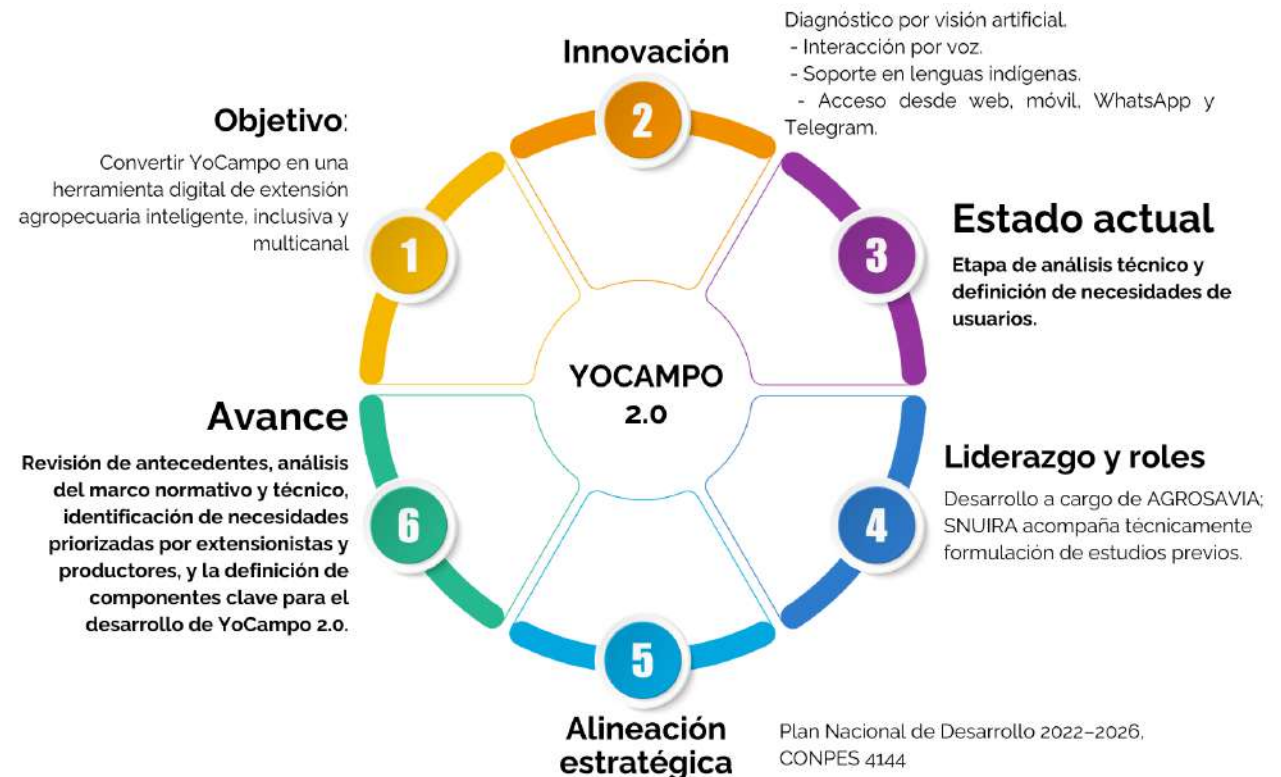 Objetivo:
Convertir YoCampo en una
herramienta digital de extensión
agropecuaria inteligente, inclusiva y
multicanal
1
Innovación
2
Diagnóstico por visión artificial.
- Interacción por voz.
- Soporte en lenguas indígenas.
- Acceso desde web, móvil, WhatsApp y
Telegram.
3
Estado actual
Etapa de análisis técnico y
definición de necesidades de
usuarios.
YOCAMPO
2.0
4
Liderazgo y roles
Desarrollo a cargo de AGROSAVIA;
SNUIRA acompaña técnicamente
formulación de estudios previos.
5
Alineación
estratégica
Plan Nacional de Desarrollo 2022–2026,
CONPES 4144
6
Avance
Revisión de antecedentes, análisis
del marco normativo y técnico,
identificación de necesidades
priorizadas por extensionistas y
productores, y la definición de
componentes clave para el
desarrollo de YoCampo 2.0.